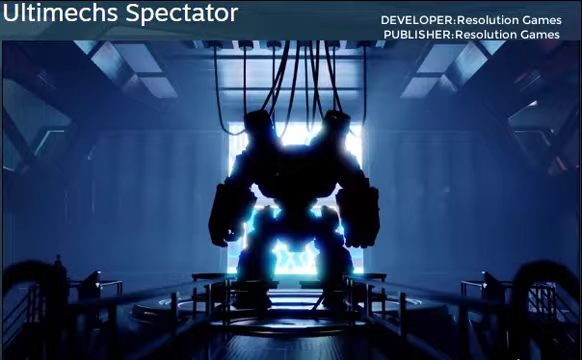 Ultimechs Spectator
DEVELOPER:Resolution Games
PUBLISHER:Resolution Games